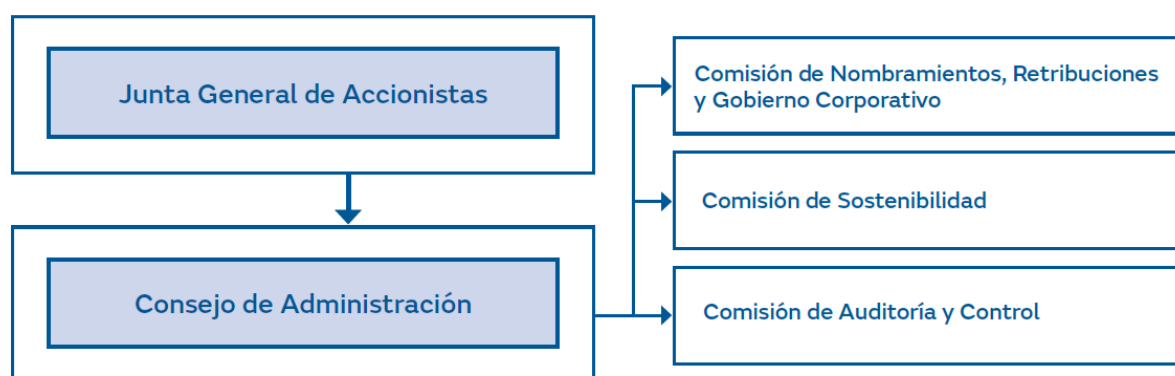 Junta General de Accionistas
Consejo de Administración
Comisión de Nombramientos, Retribuciones
y Gobierno Corporativo
Comisión de Sostenibilidad
Comisión de Auditoría y Control